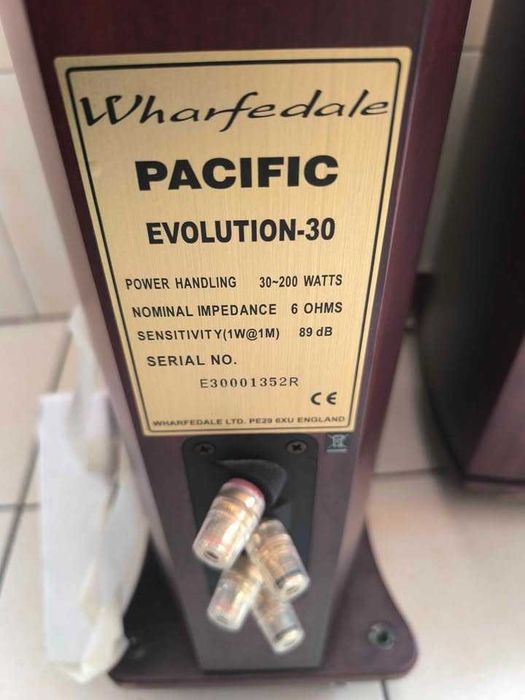 Wharfedale
PACIFIC
EVOLUTION-30
POWER HANDLING 30~200 WATTS
NOMINAL IMPEDANCE 6 OHMS
SENSITIVITY(1W@1M) 89 dB
SERIAL NO.
E30001352R
CE
WHARFEDALE LTD. PE29 6XU ENGLAND